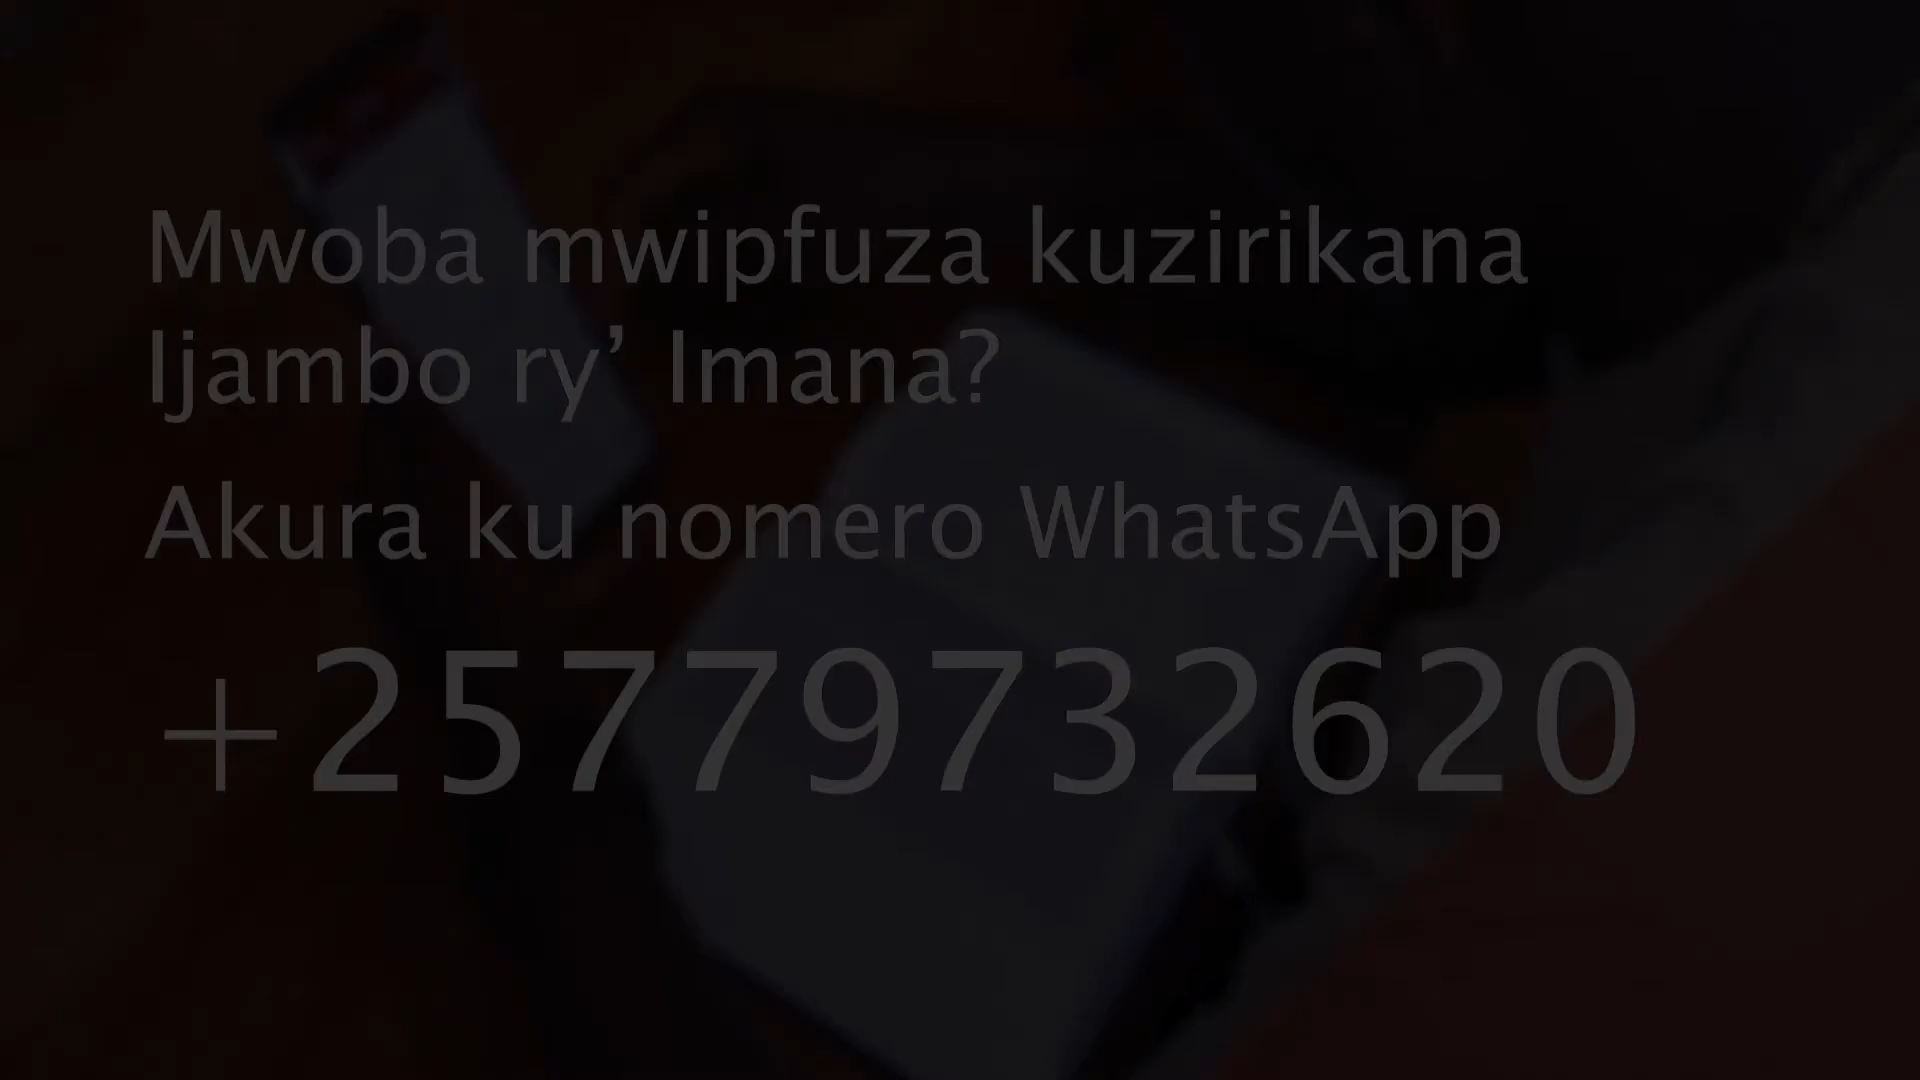 Mwoba mwipfuza kuzirikana
Ijambo ry’ Imana?
Akura ku nomero WhatsApp
+25779732620